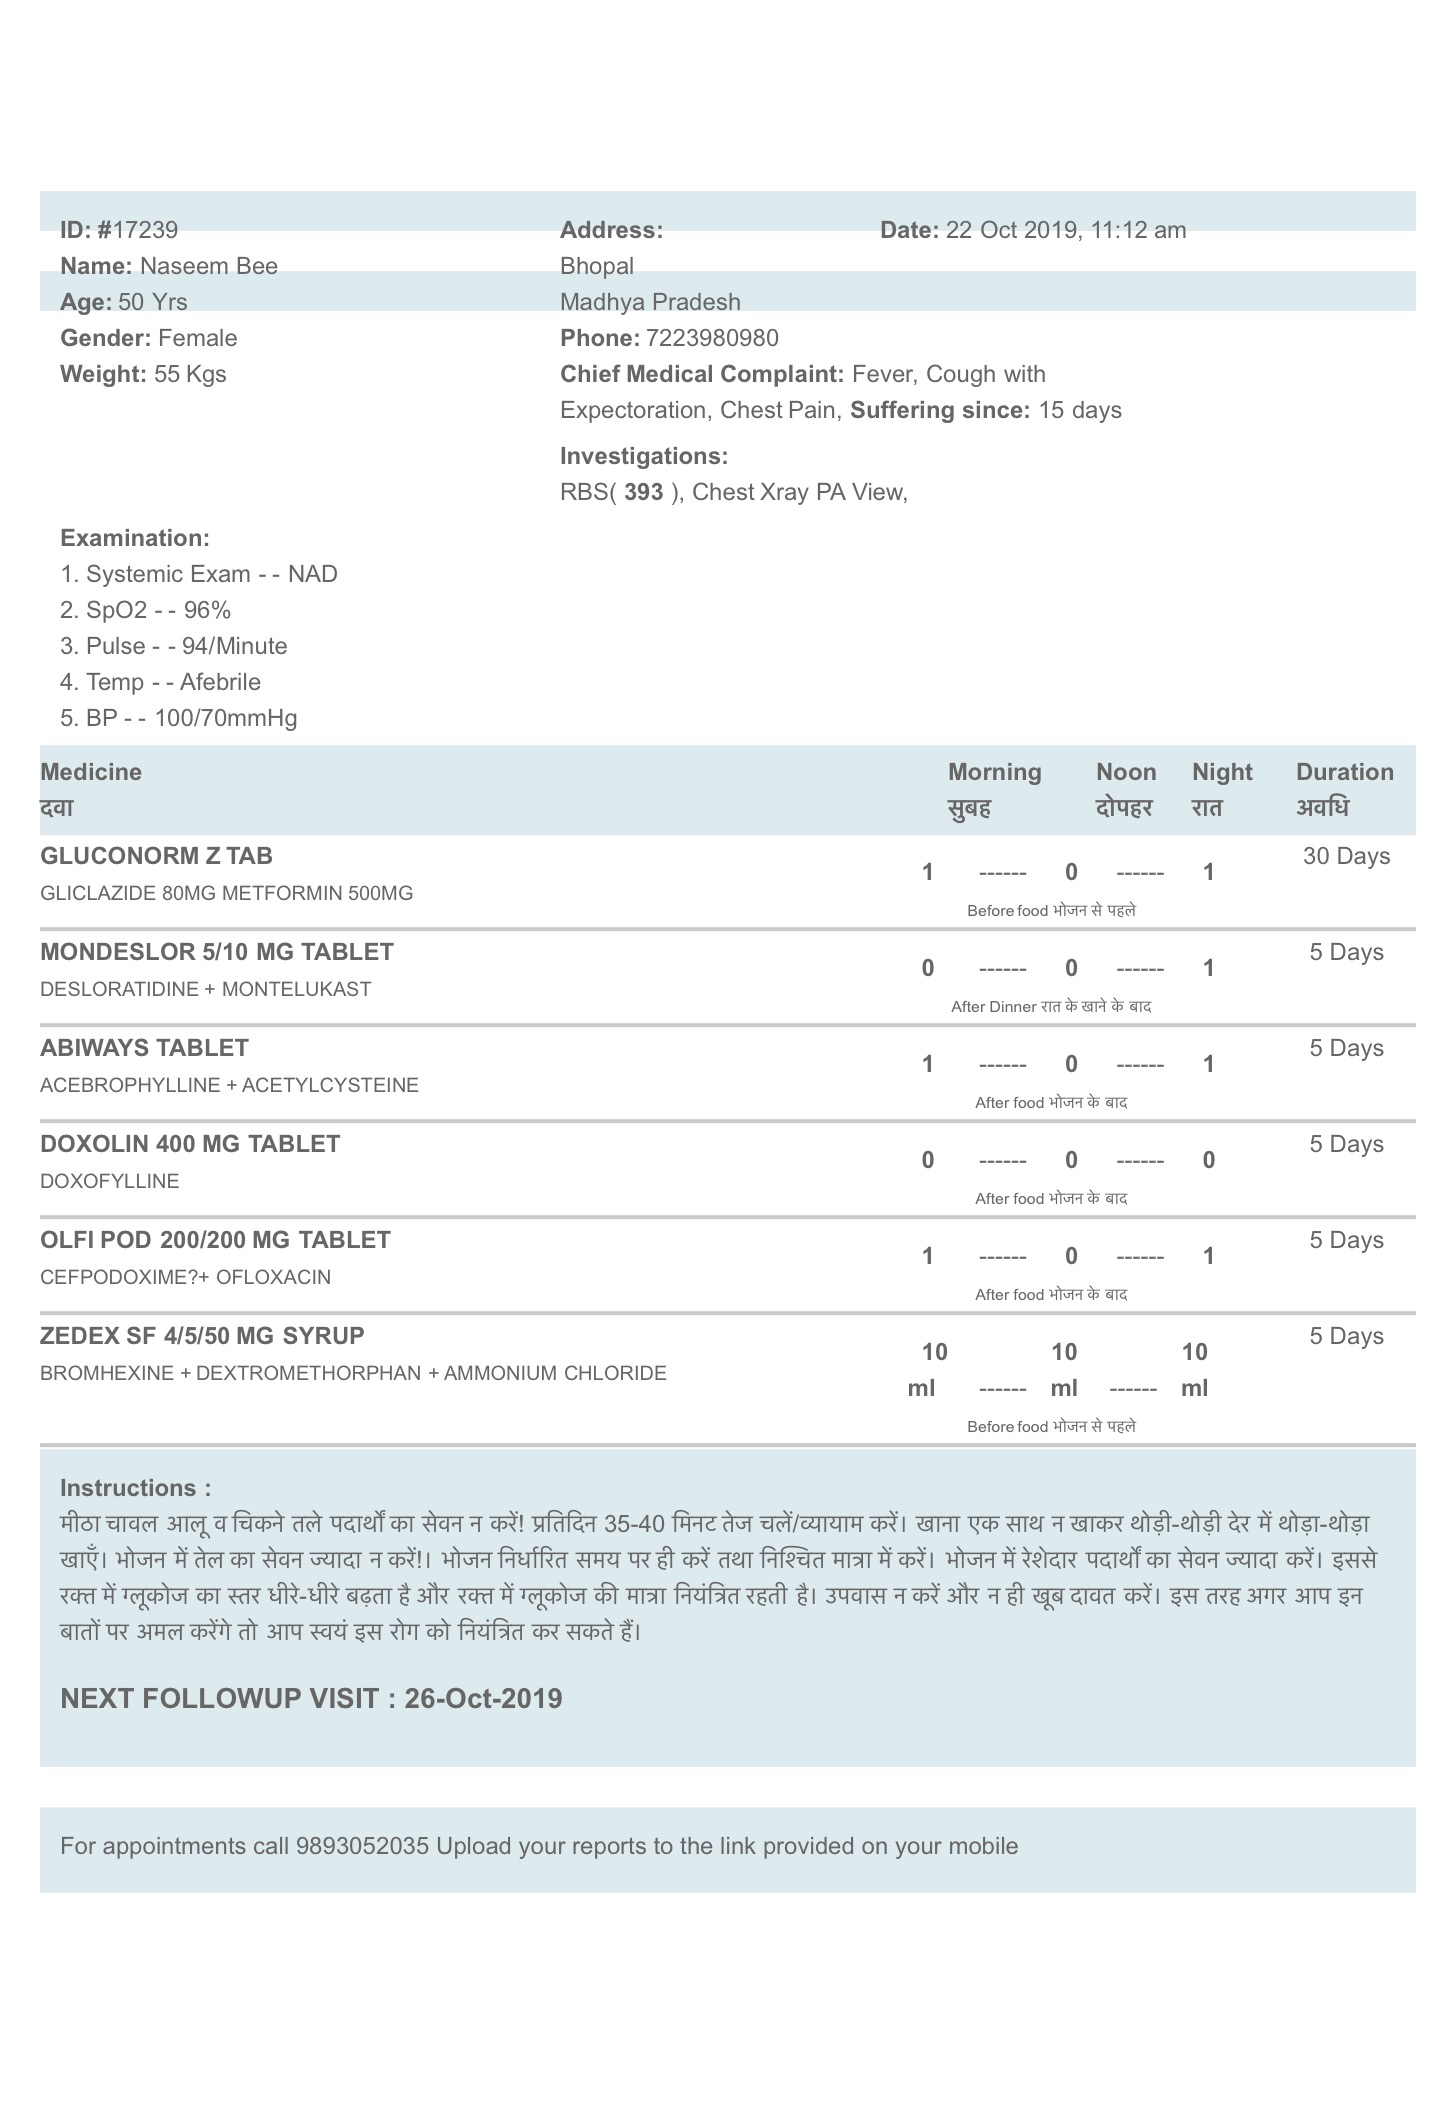 ID: #17239 Address: Date: 22 Oct 2019, 11:12 am
Name: Naseem Bee Bhopal
Age: 50 Yrs Madhya Pradesh
Gender: Female Phone: 7223980980
Weight: 55 Kgs Chief Medical Complaint: Fever, Cough with
Expectoration, Chest Pain, Suffering since: 15 days
Investigations:
RBS( 393 ), Chest Xray PA View,
Examination:
1. Systemic Exam - - NAD
2. SpO2 - - 96%
3. Pulse - - 94/Minute
4. Temp - - Afebrile
5. BP - - 100/70mmHg
Medicine Morning Noon Night Duration
दवा सुबह दोपहर रात अवधि
GLUCONORM Z TAB 30 Days
1 ------ 0 ------ 1
GLICLAZIDE 80MG METFORMIN 500MG
Before food भोजन से पहले
MONDESLOR 5/10 MG TABLET 5 Days
0 ------ 0 ------ 1
DESLORATIDINE + MONTELUKAST
After Dinner रात के खाने के बाद
ABIWAYS TABLET 5 Days
1 ------ 0 ------ 1
ACEBROPHYLLINE + ACETYLCYSTEINE
After food भोजन के बाद
DOXOLIN 400 MG TABLET 5 Days
0 ------ 0 ------ 0
DOXOFYLLINE
After food भोजन के बाद
OLFI POD 200/200 MG TABLET 5 Days
1 ------ 0 ------ 1
CEFPODOXIME?+ OFLOXACIN
After food भोजन के बाद
ZEDEX SF 4/5/50 MG SYRUP 5 Days
10 10 10
BROMHEXINE + DEXTROMETHORPHAN + AMMONIUM CHLORIDE
ml ------ ml ------ ml
Before food भोजन से पहले
Instructions :
मीठा चावल आलू व चिकने तले पदार्थों का सेवन न करें! प्रतिदिन 35-40 मिनट तेज चलें/व्यायाम करें। खाना एक साथ न खाकर थोड़ी-थोड़ी देर में थोड़ा-थोड़ा
खाएँ। भोजन में तेल का सेवन ज्यादा न करें!। भोजन निर्धारित समय पर ही करें तथा निश्चित मात्रा में करें। भोजन में रेशेदार पदार्थों का सेवन ज्यादा करें। इससे
रक्त में ग्लूकोज का स्तर धीरे-धीरे बढ़ता है और रक्त में ग्लूकोज की मात्रा नियंत्रित रहती है। उपवास न करें और न ही खूब दावत करें। इस तरह अगर आप इन
बातों पर अमल करेंगे तो आप स्वयं इस रोग को नियंत्रित कर सकते हैं।
NEXT FOLLOWUP VISIT : 26-Oct-2019
For appointments call 9893052035 Upload your reports to the link provided on your mobile